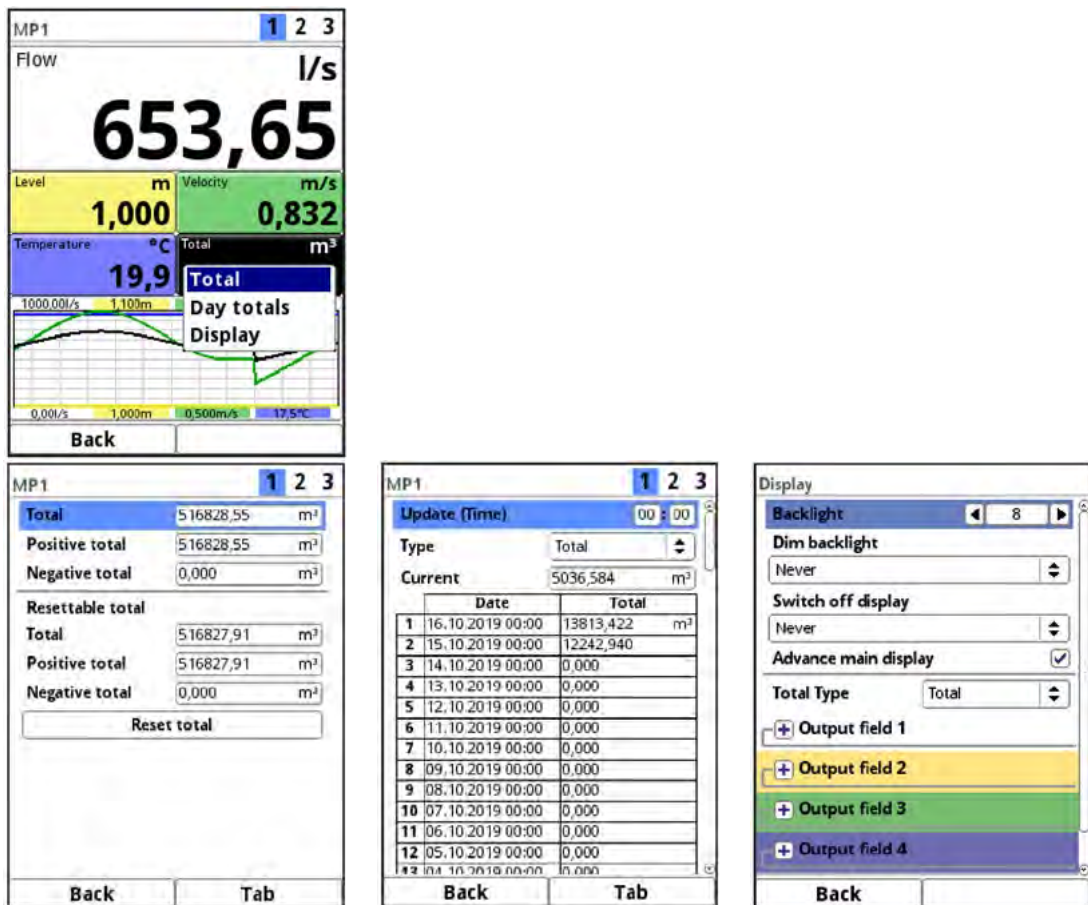 MP1 1 2 3
Flow l/s
653,65
Level m Velocity m/s
1,000 0,832
Temperature °C Total m³
19,9 Total
1000,00l/s 1,100m Day totals
Display
0,00l/s 1,000m 0,500m/s 17,5°C
Back
MP1 1 2 3
Total 516828,55 m³
Positive total 516828,55 m³
Negative total 0,000 m³
Resettable total
Total 516827,91 m³
Positive total 516827,91 m³
Negative total 0,000 m³
Reset total
Back Tab
MP1 1 2 3
Update (Time) 00 : 00
Type Total
Current 5036,584 m³
Date Total
1 16.10.2019 00:00 13813,422 m³
2 15.10.2019 00:00 12242,940
3 14.10.2019 00:00 0,000
4 13.10.2019 00:00 0,000
5 12.10.2019 00:00 0,000
6 11.10.2019 00:00 0,000
7 10.10.2019 00:00 0,000
8 09.10.2019 00:00 0,000
9 08.10.2019 00:00 0,000
10 07.10.2019 00:00 0,000
11 06.10.2019 00:00 0,000
12 05.10.2019 00:00 0,000
13 04.10.2019 00:00 0,000
Back Tab
Display
Backlight 8
Dim backlight
Never
Switch off display
Never
Advance main display
Total Type Total
Output field 1
Output field 2
Output field 3
Output field 4
Back